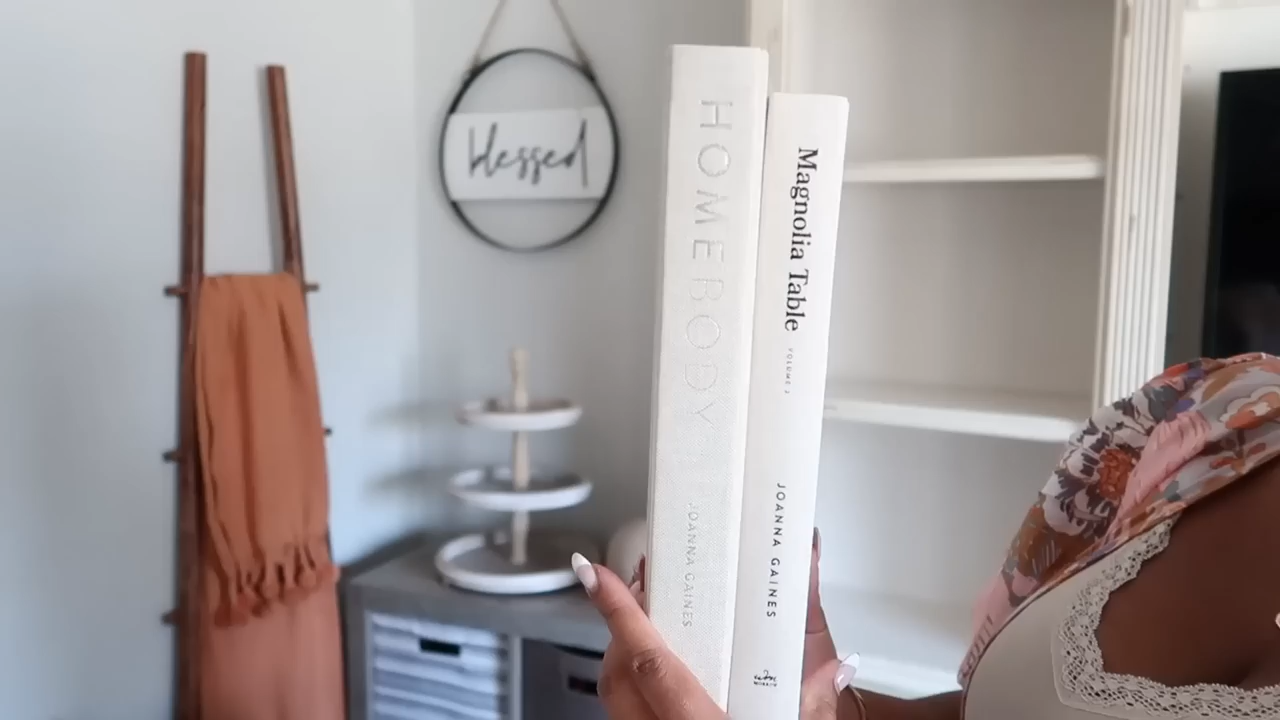 blessed
HOMEBODY
JOANNA GAINES
Magnolia Table
VOLUME 2
JOANNA GAINES